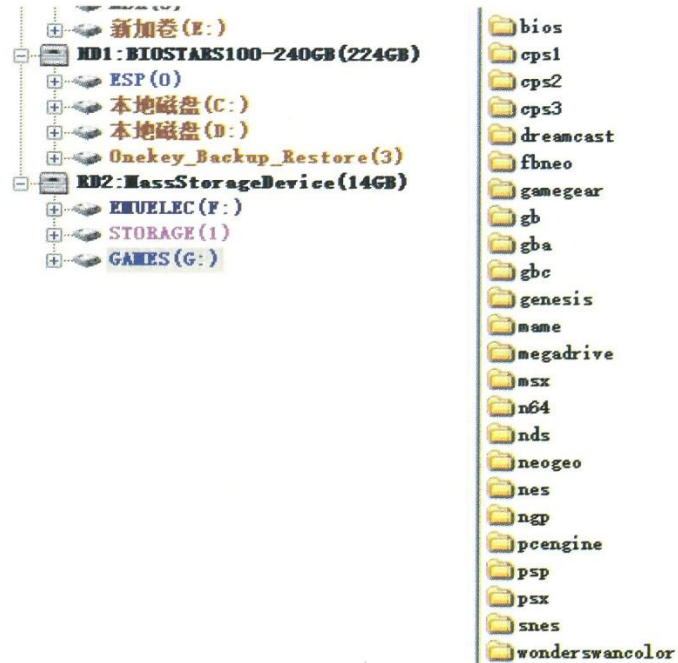 新加卷(E:)
HD1:BIOSTARS100-240GB(224GB)
ESP(0)
本地磁盘(C:)
本地磁盘(D:)
Onekey_Backup_Restore(3)
RD2:MassStorageDevice(14GB)
EMUELEC(F:)
STORAGE(1)
GAMES(G:)
bios
cps1
cps2
cps3
dreamcast
fbneo
gamegear
gb
gba
gbc
genesis
mame
megadrive
msx
n64
nds
neogeo
nes
ngp
pcengine
psp
psx
snes
wonderswancolor